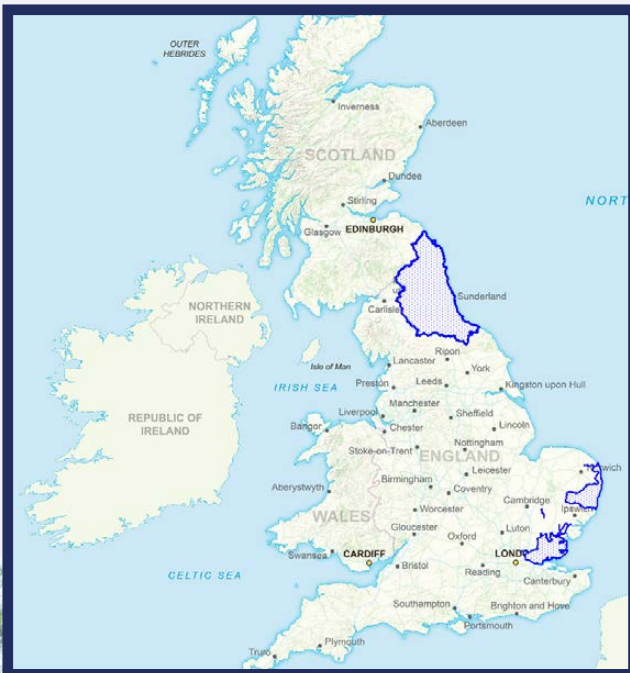 OUTER
HEBRIDES
Inverness
Aberdeen
SCOTLAND
Dundee
Stirling
NORT
Glasgow
EDINBURGH
NORTHERN
IRELAND
Carlisle
Sunderland
Isle of Man
Ripon
Lancaster
York
IRISH SEA
Preston
Leeds
Kingston upon Hull
Manchester
Liverpool
Sheffield
REPUBLIC OF
IRELAND
Bangor
Chester
Lincoln
Stoke-on-Trent
Nottingham
ENGLAND
Leicester
wich
Aberystwyth
Birmingham
Coventry
Cambridge
WALES
Worcester
Ipswich
Gloucester
Luton
Oxford
Swansea
CARDIFF
LOND
Bristol
Reading
CELTIC SEA
Canterbury
Southampton
Brighton and Hove
Portsmouth
Plymouth
Truro